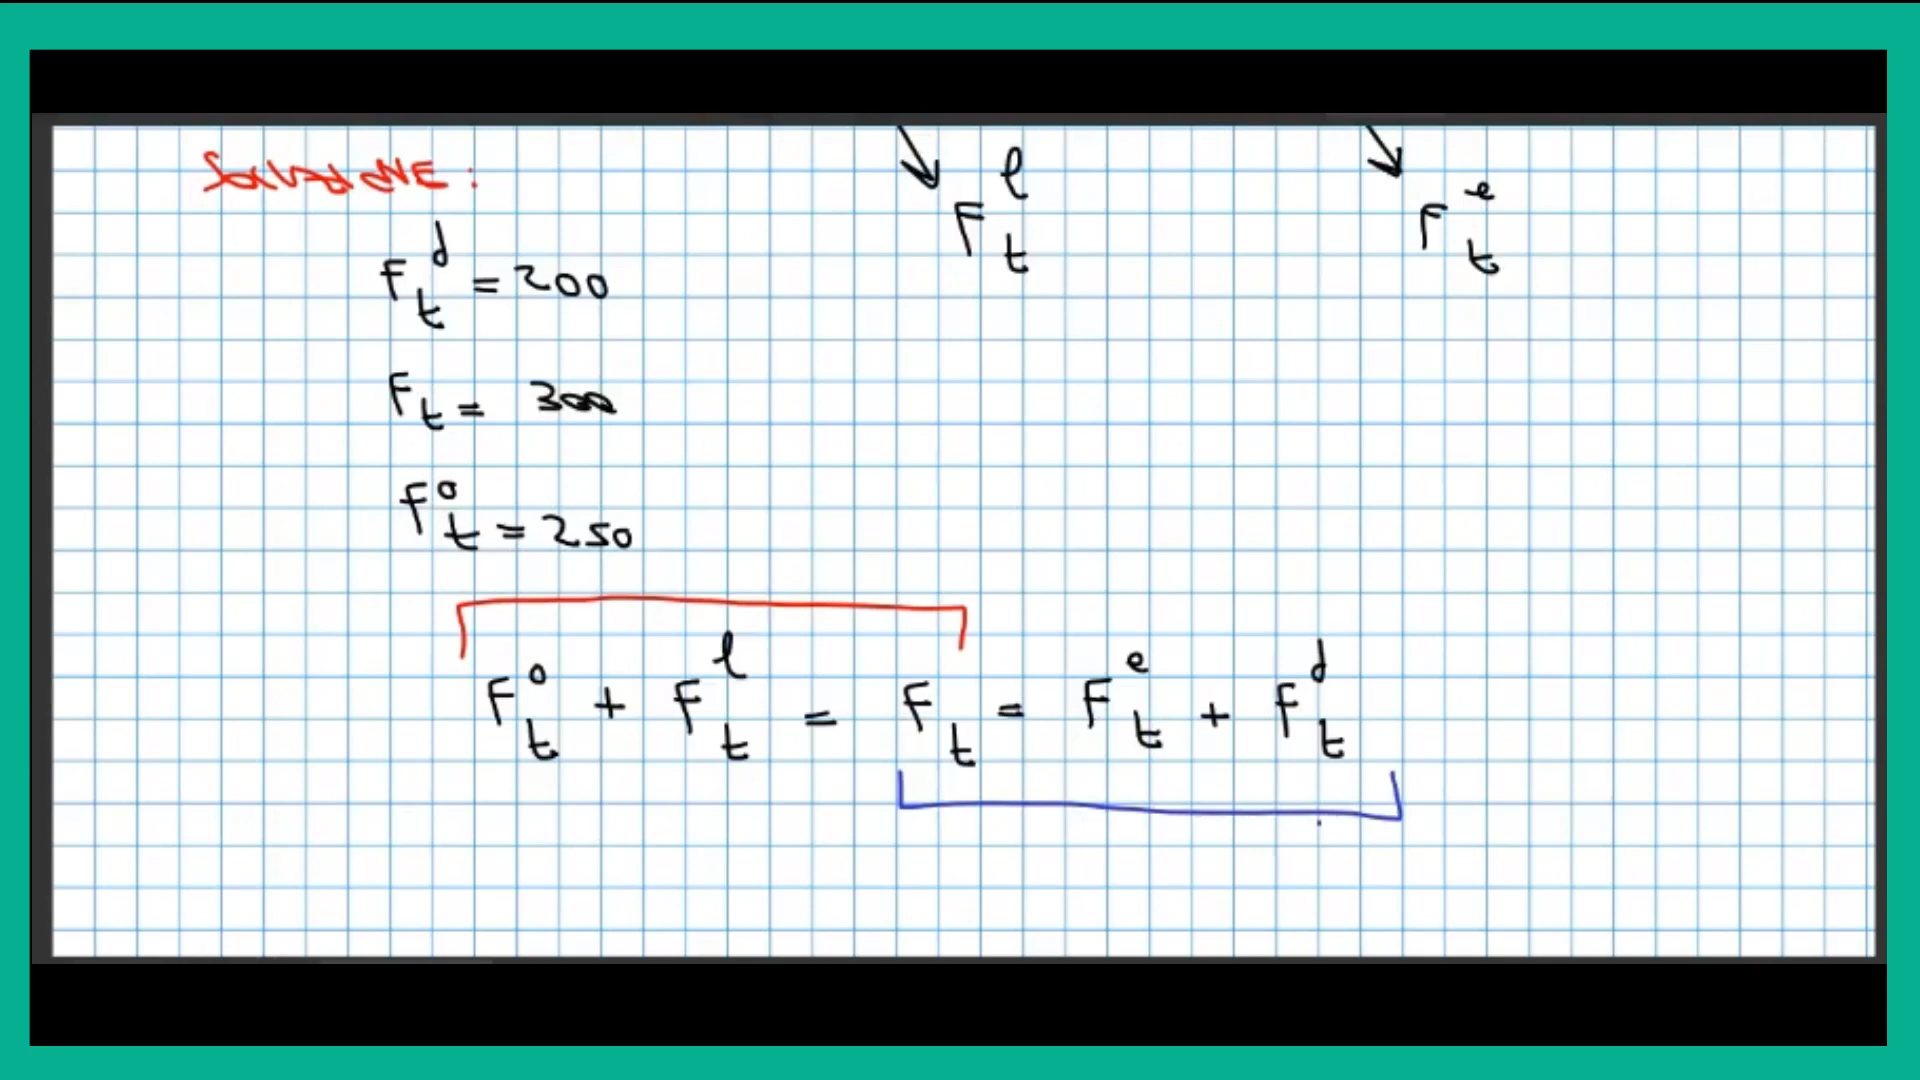 SOLUZIONE:
F_t^l F_t^e
F_t^d = 200
F_t = 300
F_t^o = 250
F_t^o + F_t^l = F_t = F_t^e + F_t^d